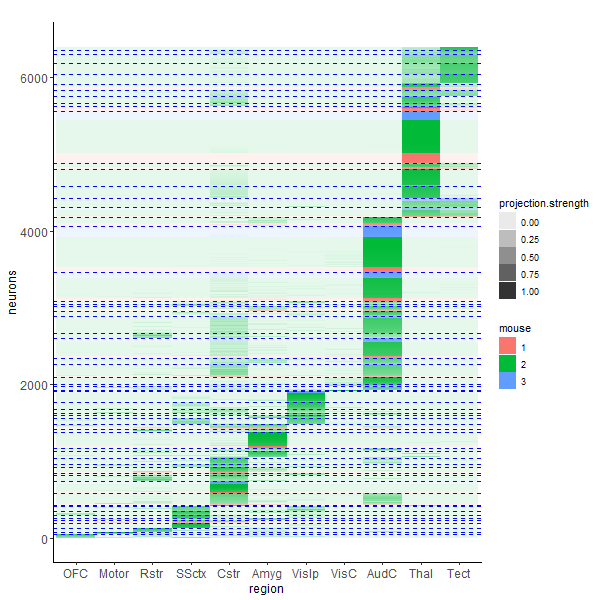 neurons
6000
4000
2000
0
OFC Motor Rstr SSctx Cstr Amyg VisIp VisC AudC Thal Tect
region
projection.strength
0.00
0.25
0.50
0.75
1.00
mouse
1
2
3